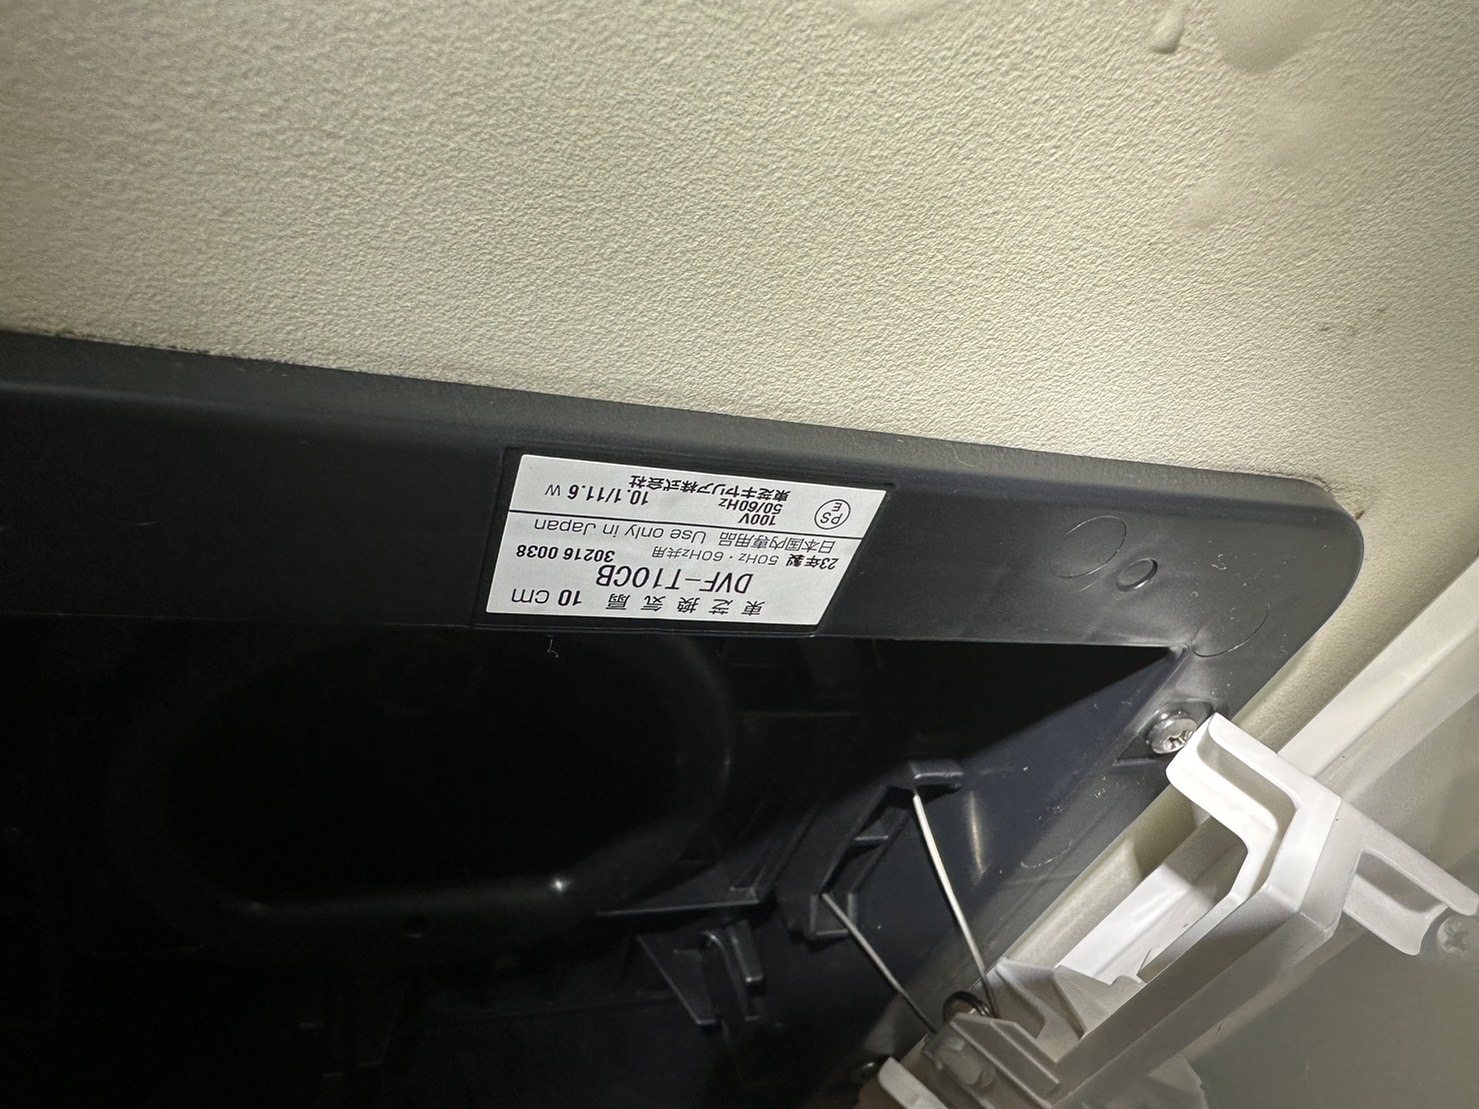 東芝換気扇 10 cm
DVF-T10CB
23年製 50Hz・60Hz共用 30216 0038
日本国内専用品 Use only in Japan
PS E 100V
50/60Hz 10.1/11.6 W
東芝キヤリア株式会社